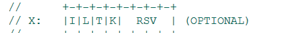 //      +-+-+-+-+-+-+-+-+
// X:   |I|L|T|K|  RSV  | (OPTIONAL)
//      +-+-+-+-+-+-+-+-+